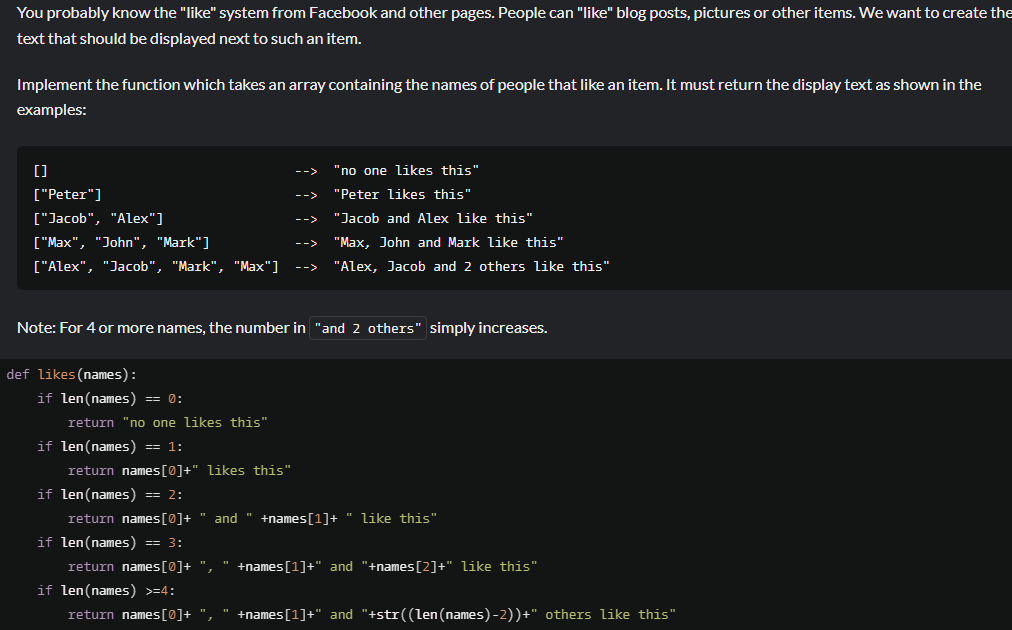 You probably know the "like" system from Facebook and other pages. People can "like" blog posts, pictures or other items. We want to create the
text that should be displayed next to such an item.
Implement the function which takes an array containing the names of people that like an item. It must return the display text as shown in the
examples:
[]                                --> "no one likes this"
["Peter"]                         --> "Peter likes this"
["Jacob", "Alex"]                 --> "Jacob and Alex like this"
["Max", "John", "Mark"]           --> "Max, John and Mark like this"
["Alex", "Jacob", "Mark", "Max"]  --> "Alex, Jacob and 2 others like this"
Note: For 4 or more names, the number in "and 2 others" simply increases.
def likes(names):
    if len(names) == 0:
        return "no one likes this"
    if len(names) == 1:
        return names[0]+" likes this"
    if len(names) == 2:
        return names[0]+ " and " +names[1]+ " like this"
    if len(names) == 3:
        return names[0]+ ", " +names[1]+" and "+names[2]+" like this"
    if len(names) >=4:
        return names[0]+ ", " +names[1]+" and "+str((len(names)-2))+" others like this"